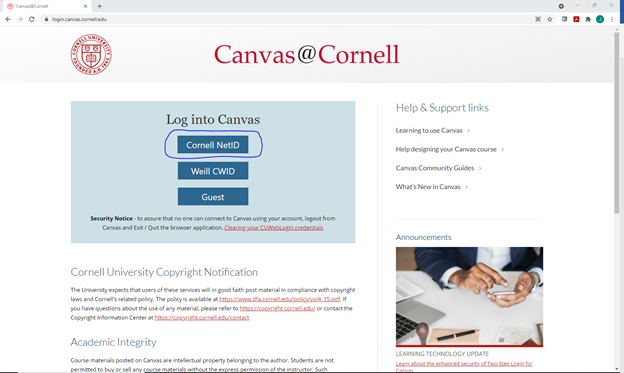 Canvas@Cornell
login.canvas.cornell.edu
Canvas@Cornell
Log into Canvas
Cornell NetID
Weill CWID
Guest
Security Notice - to assure that no one can connect to Canvas using your account, logout from
Canvas and Exit / Quit the browser application. Clearing your CUWebLogin credentials
Cornell University Copyright Notification
The University expects that users of these services will in good faith post material in compliance with copyright
laws and Cornell's related policy. The policy is available at https://www.dfa.cornell.edu/policy/vol4_15.pdf. If
you have questions about the use of any material, please refer to https://copyright.cornell.edu/ or contact the
Copyright Information Center at https://copyright.cornell.edu/contact
Academic Integrity
Course materials posted on Canvas are intellectual property belonging to the author. Students are not
permitted to buy or sell any course materials without the express permission of the instructor. Such
Help & Support links
Learning to use Canvas
Help designing your Canvas course
Canvas Community Guides
What's New in Canvas
Announcements
LEARNING TECHNOLOGY UPDATE
Learn about the enhanced security of Two-Step Login for
Canvas